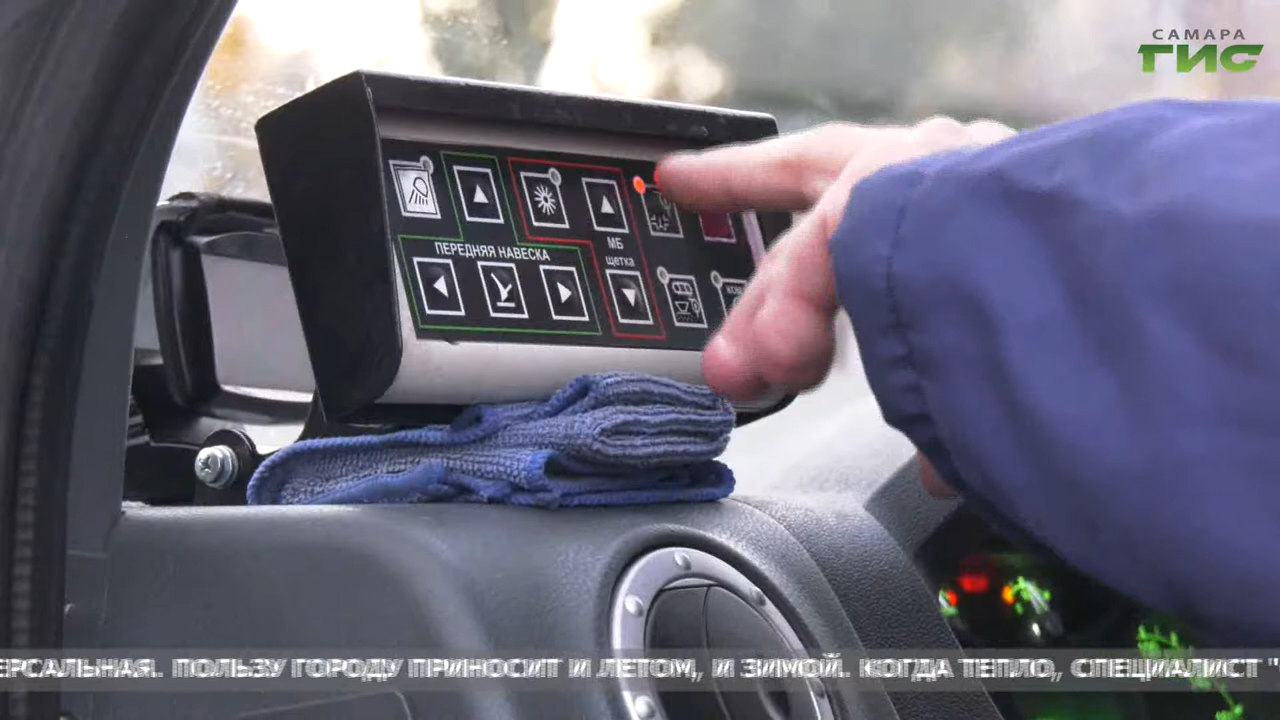 САМАРА
ГИС
ПЕРЕДНЯЯ НАВЕСКА
МБ
щетка
ЕРСАЛЬНАЯ. ПОЛЬЗУ ГОРОДУ ПРИНОСИТ И ЛЕТОМ, И ЗИМОЙ. КОГДА ТЕПЛО, СПЕЦИАЛИСТ "